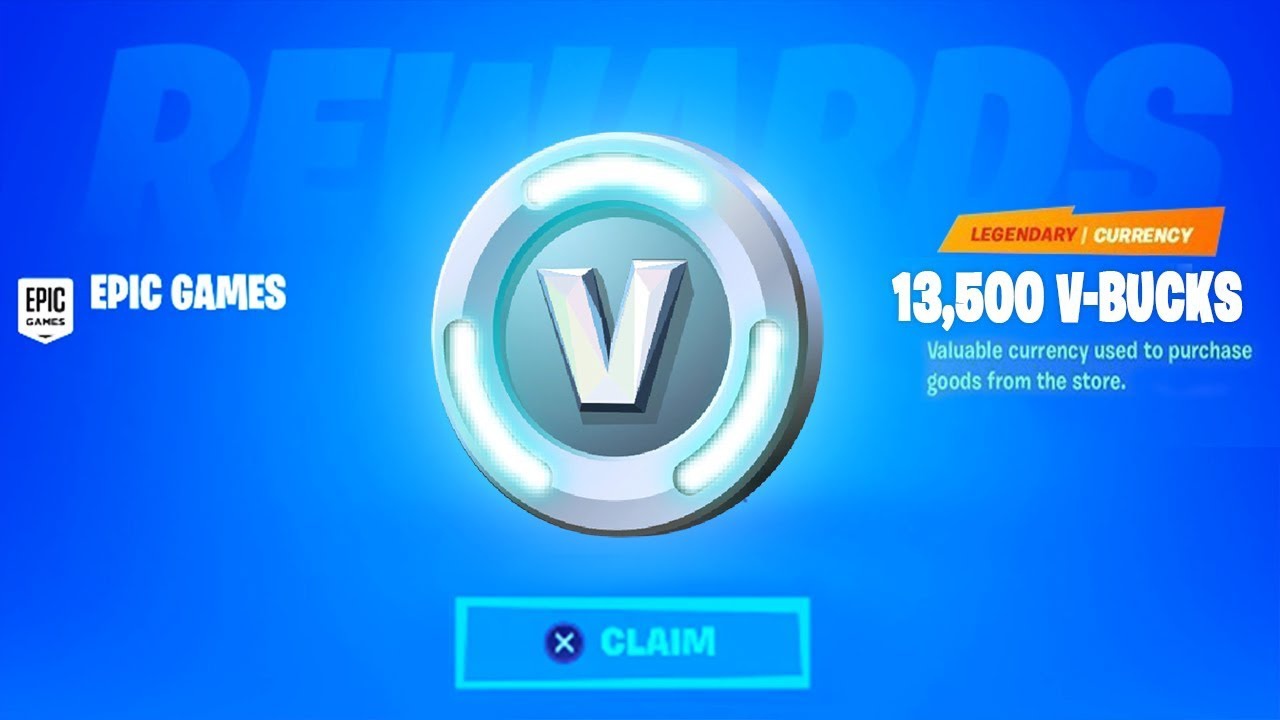 REWARDS
EPIC
GAMES
EPIC GAMES
V
LEGENDARY | CURRENCY
13,500 V-BUCKS
Valuable currency used to purchase
goods from the store.
CLAIM